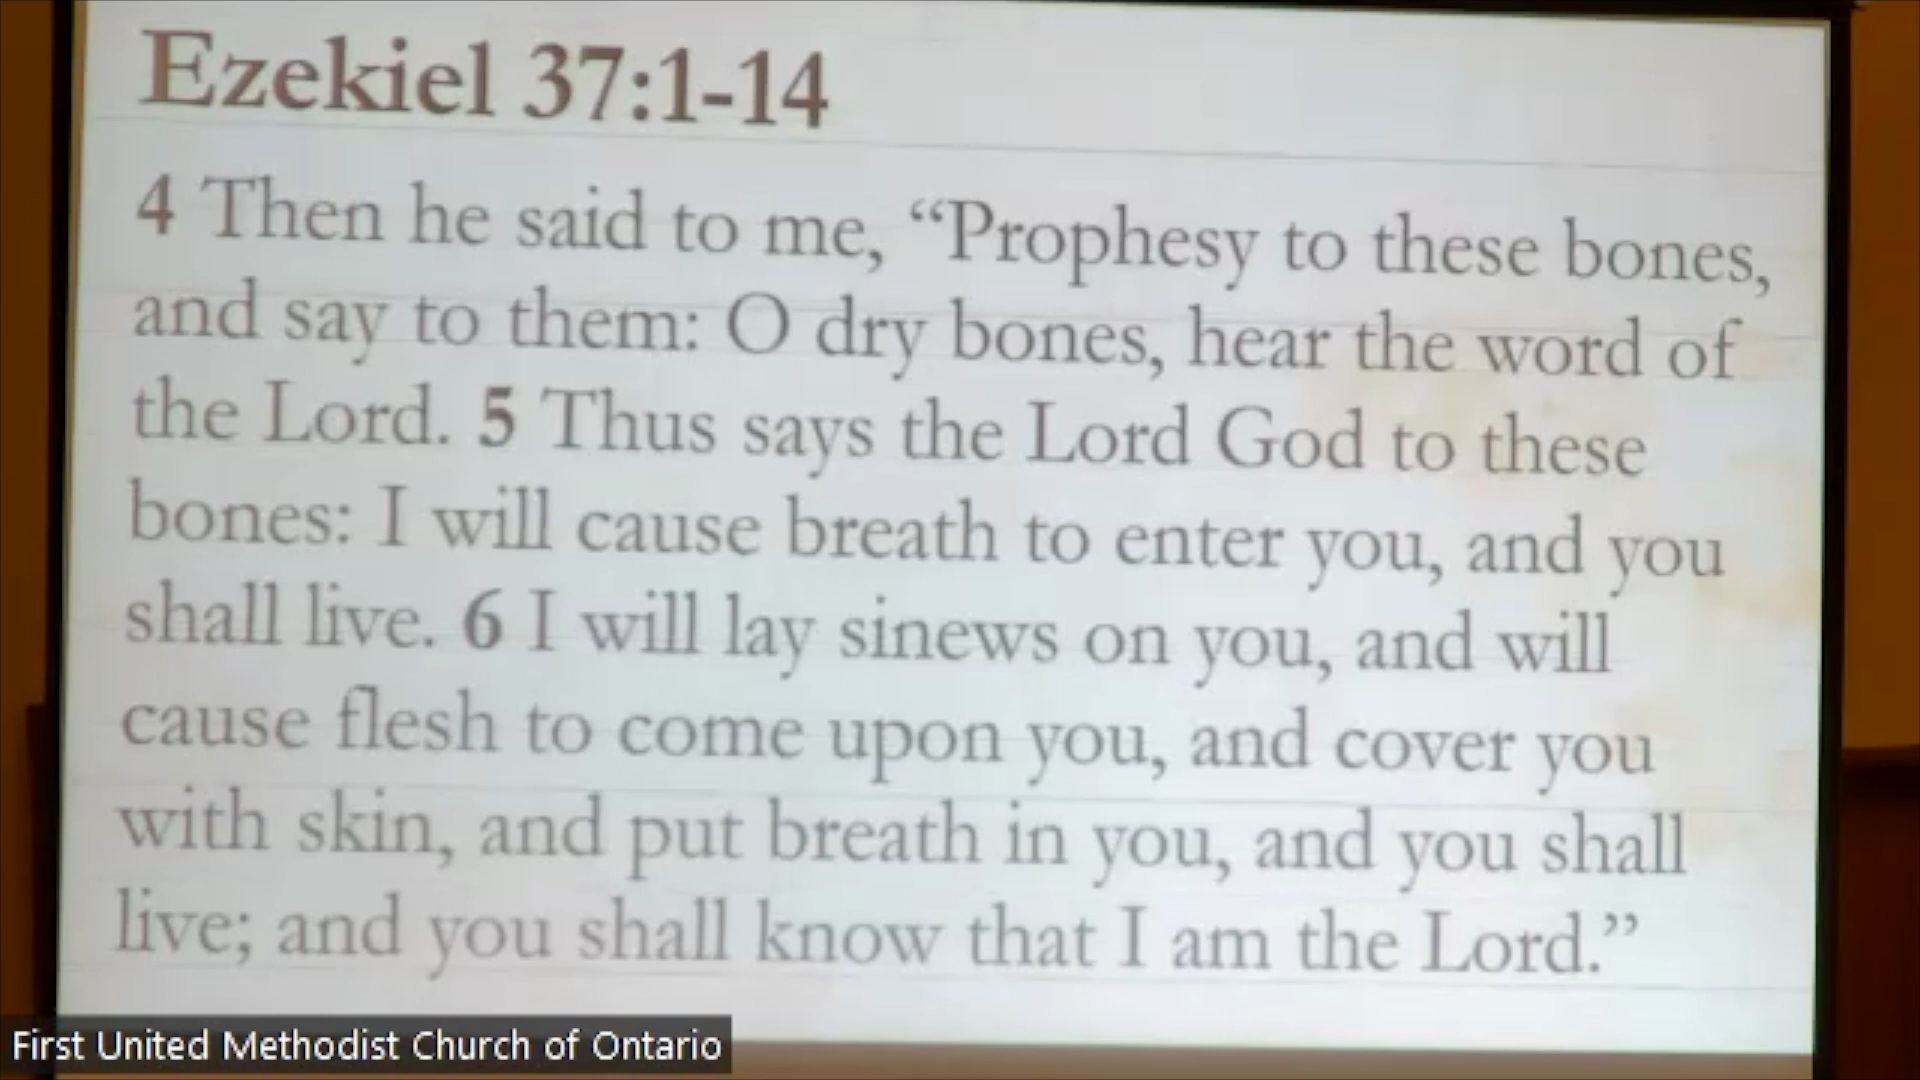 Ezekiel 37:1-14
4 Then he said to me, “Prophesy to these bones,
and say to them: O dry bones, hear the word of
the Lord. 5 Thus says the Lord God to these
bones: I will cause breath to enter you, and you
shall live. 6 I will lay sinews on you, and will
cause flesh to come upon you, and cover you
with skin, and put breath in you, and you shall
live; and you shall know that I am the Lord.”
First United Methodist Church of Ontario